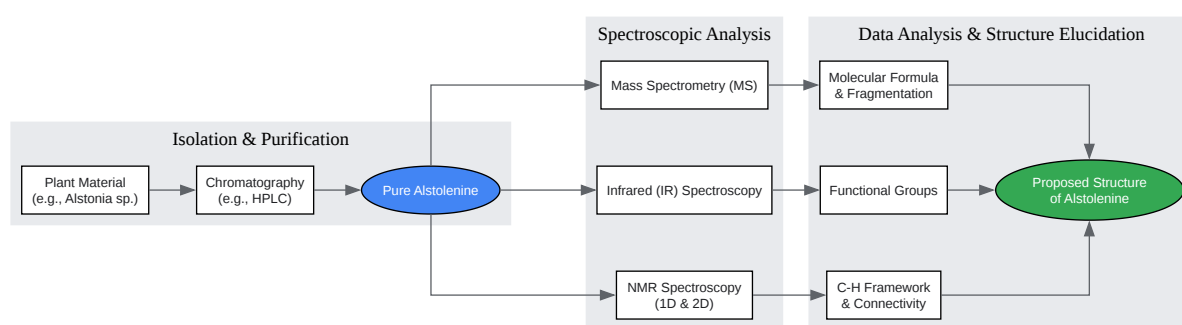 Isolation & Purification
Plant Material
(e.g., Alstonia sp.)
Chromatography
(e.g., HPLC)
Pure Alstolenine
Spectroscopic Analysis
Mass Spectrometry (MS)
Infrared (IR) Spectroscopy
NMR Spectroscopy
(1D & 2D)
Data Analysis & Structure Elucidation
Molecular Formula
& Fragmentation
Functional Groups
C-H Framework
& Connectivity
Proposed Structure
of Alstolenine